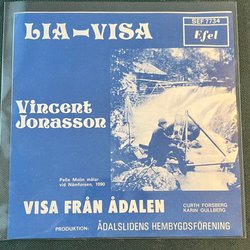 LIA-VISA
SEF 7734
Efel
Vincent
Jonasson
Pelle Molin målar
vid Nämforsen, 1890
VISA FRÅN ÅDALEN
CURTH FORSBERG
KARIN GULLBERG
PRODUKTION: ÅDALSLIDENS HEMBYGDSFÖRENING